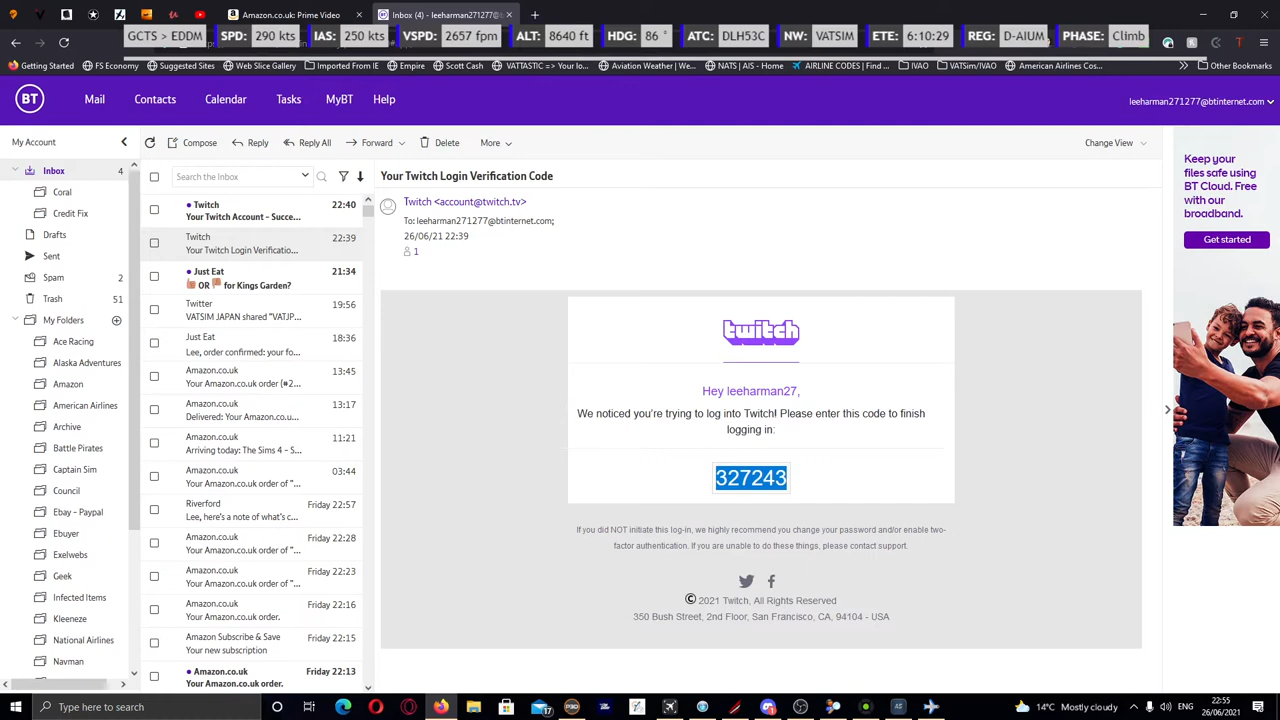 Amazon.co.uk: Prime Video
Inbox (4) - leeharman271277@bt
GCTS > EDDM SPD: 290 kts IAS: 250 kts VSPD: 2657 fpm ALT: 8640 ft HDG: 86 ° ATC: DLH53C NW: VATSIM ETE: 6:10:29 REG: D-AIUM PHASE: Climb
Getting Started FS Economy Suggested Sites Web Slice Gallery Imported From IE Empire Scott Cash VATTASTIC => Your lo... Aviation Weather | We... NATS | AIS - Home AIRLINE CODES | Find ... IVAO VATSim/IVAO American Airlines Cos... Other Bookmarks
BT Mail Contacts Calendar Tasks MyBT Help leeharman271277@btinternet.com
My Account
Compose Reply Reply All Forward Delete More Change View
Inbox 4
Coral
Credit Fix
Drafts
Sent
Spam 2
Trash 51
My Folders
Ace Racing
Alaska Adventures
Amazon
American Airlines
Archive
Battle Pirates
Captain Sim
Council
Ebay – Paypal
Ebuyer
Exelwebs
Geek
Infected Items
Kleeneze
National Airlines
Navman
Search the Inbox
Twitch 22:40
Your Twitch Account – Succe...
Twitch 22:39
Your Twitch Login Verificatio...
Just Eat 21:34
OR for Kings Garden?
Twitter 19:56
VATSIM JAPAN shared "VATJP...
Just Eat 18:36
Lee, order confirmed: your fo...
Amazon.co.uk 13:45
Your Amazon.co.uk order (#2...
Amazon.co.uk 13:17
Delivered: Your Amazon.co.u...
Amazon.co.uk 11:21
Arriving today: The Sims 4 – S...
Amazon.co.uk 03:44
Your Amazon.co.uk order of "...
Riverford Friday 22:57
Lee, here's a note of what's c...
Amazon.co.uk Friday 22:28
Your Amazon.co.uk order of "...
Amazon.co.uk Friday 22:23
Your Amazon.co.uk order of "...
Amazon.co.uk Friday 22:16
Your Amazon.co.uk order.
Amazon Subscribe & Save Friday 22:15
Your new subscription
Amazon.co.uk Friday 22:13
Your Amazon.co.uk order.
Your Twitch Login Verification Code
Twitch <account@twitch.tv>
To: leeharman271277@btinternet.com;
26/06/21 22:39
1
twitch
Hey leeharman27,
We noticed you're trying to log into Twitch! Please enter this code to finish
logging in:
327243
If you did NOT initiate this log-in, we highly recommend you change your password and/or enable two-
factor authentication. If you are unable to do these things, please contact support.
© 2021 Twitch, All Rights Reserved
350 Bush Street, 2nd Floor, San Francisco, CA, 94104 - USA
Keep your
files safe using
BT Cloud. Free
with our
broadband.
Get started
Type here to search
14°C Mostly cloudy
22:55
26/06/2021